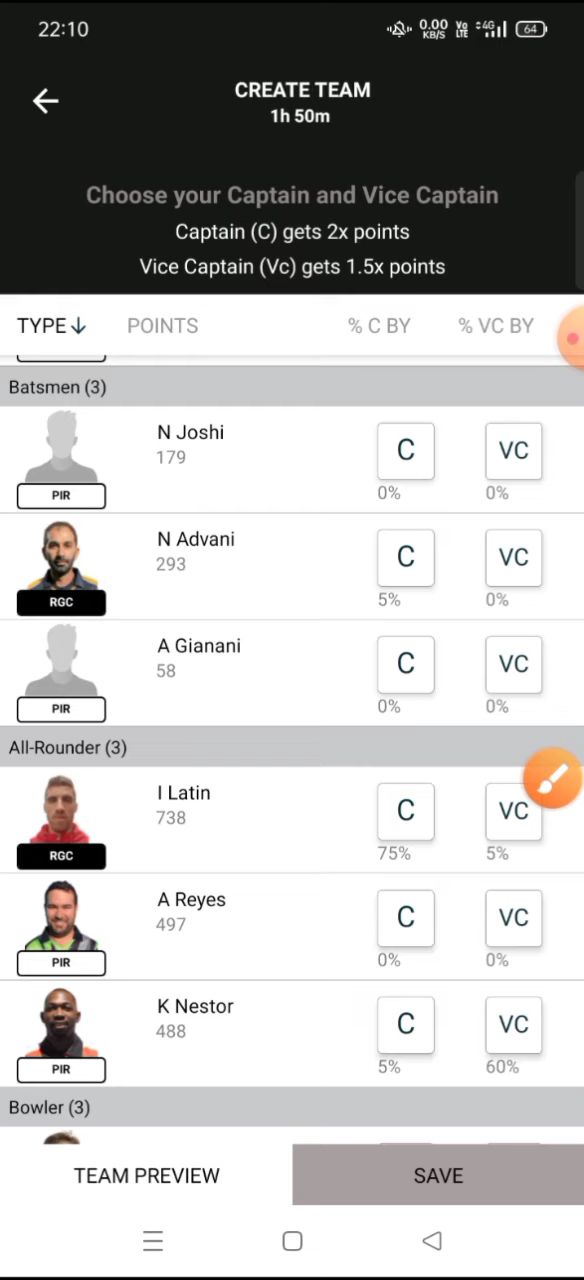 22:10
0.00 KB/S Vo LTE 4G 64
CREATE TEAM
1h 50m
Choose your Captain and Vice Captain
Captain (C) gets 2x points
Vice Captain (Vc) gets 1.5x points
TYPE POINTS % C BY % VC BY
Batsmen (3)
N Joshi
179
C VC
PIR
0% 0%
N Advani
293
C VC
RGC
5% 0%
A Gianani
58
C VC
PIR
0% 0%
All-Rounder (3)
I Latin
738
C VC
RGC
75% 5%
A Reyes
497
C VC
PIR
0% 0%
K Nestor
488
C VC
PIR
5% 60%
Bowler (3)
TEAM PREVIEW SAVE